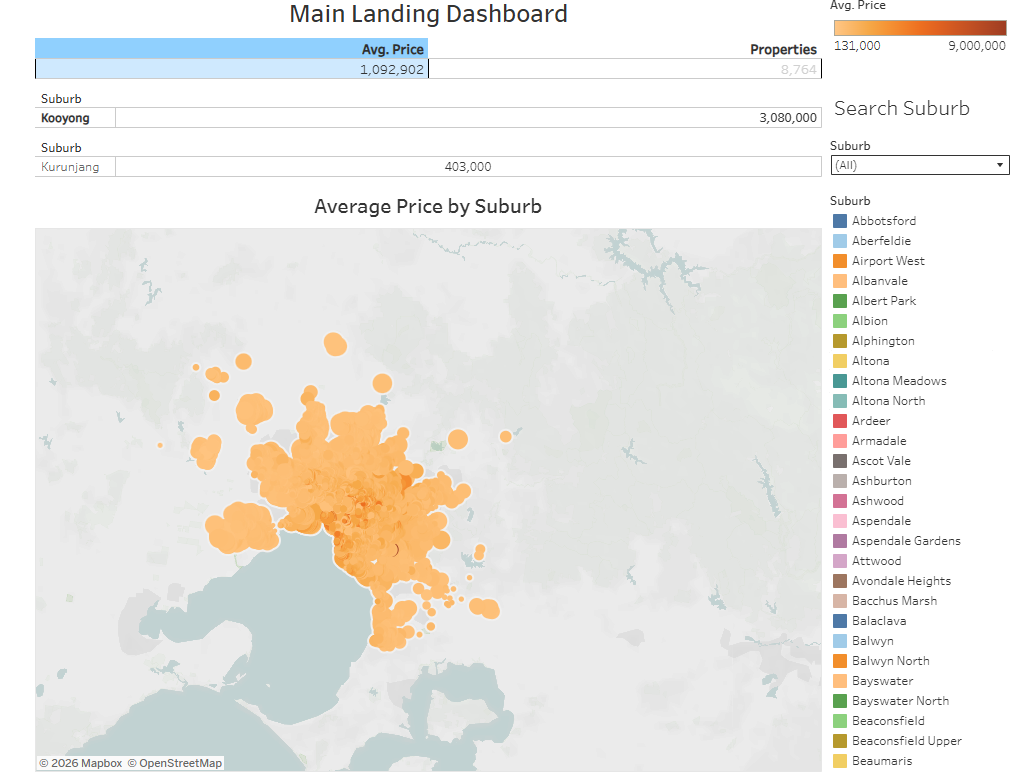 Main Landing Dashboard
Avg. Price Properties
1,092,902 8,764
Suburb
Kooyong 3,080,000
Suburb
Kurunjang 403,000
Average Price by Suburb
© 2026 Mapbox © OpenStreetMap
Avg. Price
131,000 9,000,000
Search Suburb
Suburb
(All)
Suburb
Abbotsford
Aberfeldie
Airport West
Albanvale
Albert Park
Albion
Alphington
Altona
Altona Meadows
Altona North
Ardeer
Armadale
Ascot Vale
Ashburton
Ashwood
Aspendale
Aspendale Gardens
Attwood
Avondale Heights
Bacchus Marsh
Balaclava
Balwyn
Balwyn North
Bayswater
Bayswater North
Beaconsfield
Beaconsfield Upper
Beaumaris